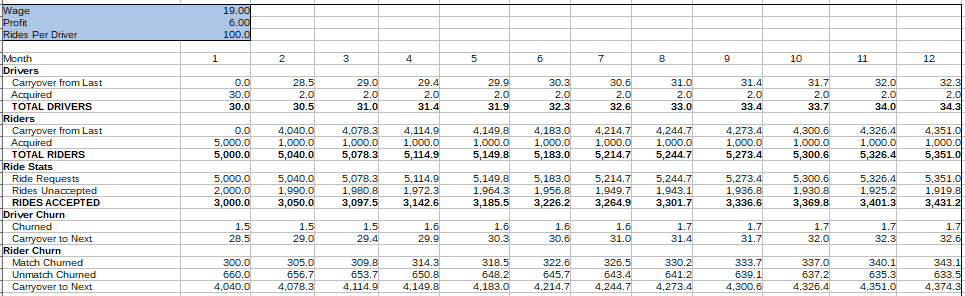 Wage 19.00
Profit 6.00
Rides Per Driver 100.0
Month 1 2 3 4 5 6 7 8 9 10 11 12
Drivers
Carryover from Last 0.0 28.5 29.0 29.4 29.9 30.3 30.6 31.0 31.4 31.7 32.0 32.3
Acquired 30.0 2.0 2.0 2.0 2.0 2.0 2.0 2.0 2.0 2.0 2.0 2.0
TOTAL DRIVERS 30.0 30.5 31.0 31.4 31.9 32.3 32.6 33.0 33.4 33.7 34.0 34.3
Riders
Carryover from Last 0.0 4,040.0 4,078.3 4,114.9 4,149.8 4,183.0 4,214.7 4,244.7 4,273.4 4,300.6 4,326.4 4,351.0
Acquired 5,000.0 1,000.0 1,000.0 1,000.0 1,000.0 1,000.0 1,000.0 1,000.0 1,000.0 1,000.0 1,000.0 1,000.0
TOTAL RIDERS 5,000.0 5,040.0 5,078.3 5,114.9 5,149.8 5,183.0 5,214.7 5,244.7 5,273.4 5,300.6 5,326.4 5,351.0
Ride Stats
Ride Requests 5,000.0 5,040.0 5,078.3 5,114.9 5,149.8 5,183.0 5,214.7 5,244.7 5,273.4 5,300.6 5,326.4 5,351.0
Rides Unaccepted 2,000.0 1,990.0 1,980.8 1,972.3 1,964.3 1,956.8 1,949.7 1,943.1 1,936.8 1,930.8 1,925.2 1,919.8
RIDES ACCEPTED 3,000.0 3,050.0 3,097.5 3,142.6 3,185.5 3,226.2 3,264.9 3,301.7 3,336.6 3,369.8 3,401.3 3,431.2
Driver Churn
Churned 1.5 1.5 1.5 1.6 1.6 1.6 1.6 1.7 1.7 1.7 1.7 1.7
Carryover to Next 28.5 29.0 29.4 29.9 30.3 30.6 31.0 31.4 31.7 32.0 32.3 32.6
Rider Churn
Match Churned 300.0 305.0 309.8 314.3 318.5 322.6 326.5 330.2 333.7 337.0 340.1 343.1
Unmatch Churned 660.0 656.7 653.7 650.8 648.2 645.7 643.4 641.2 639.1 637.2 635.3 633.5
Carryover to Next 4,040.0 4,078.3 4,114.9 4,149.8 4,183.0 4,214.7 4,244.7 4,273.4 4,300.6 4,326.4 4,351.0 4,374.3